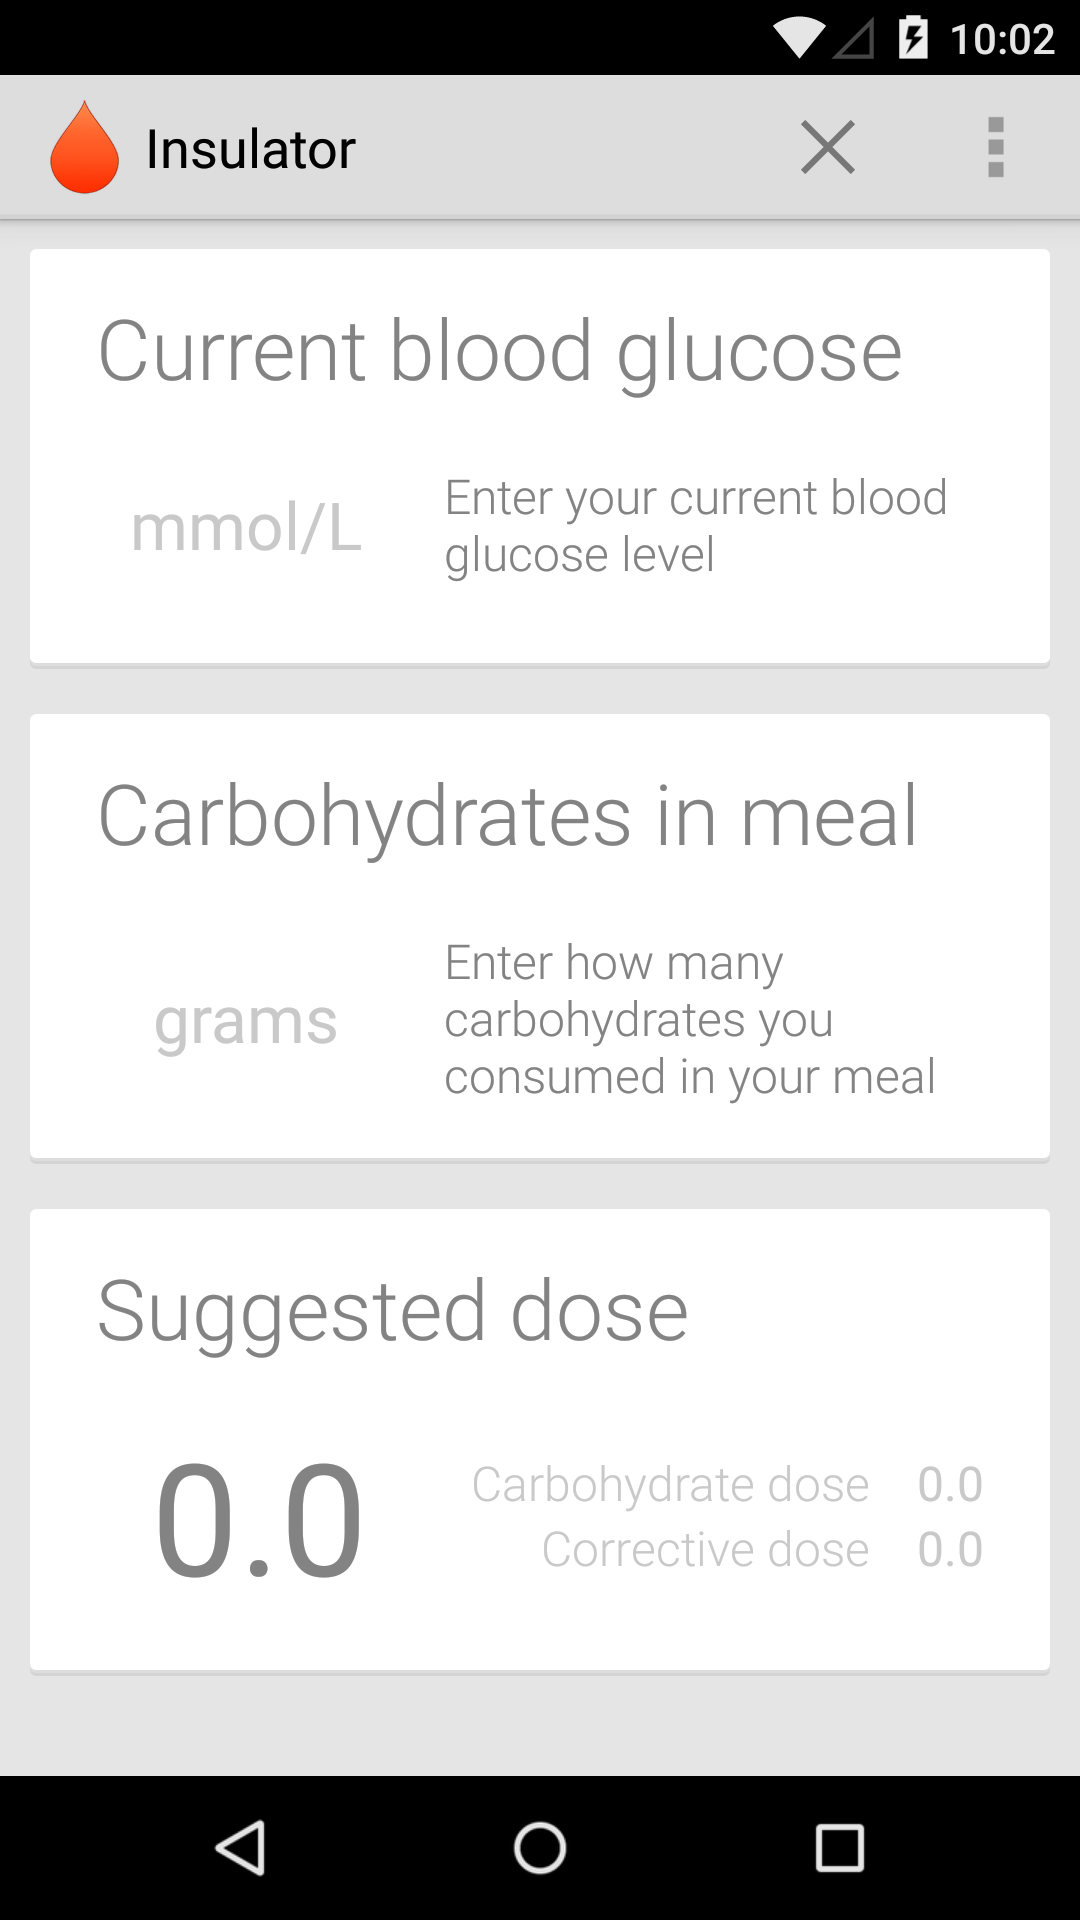 10:02
Insulator
Current blood glucose
mmol/L
Enter your current blood
glucose level
Carbohydrates in meal
grams
Enter how many
carbohydrates you
consumed in your meal
Suggested dose
0.0
Carbohydrate dose 0.0
Corrective dose 0.0